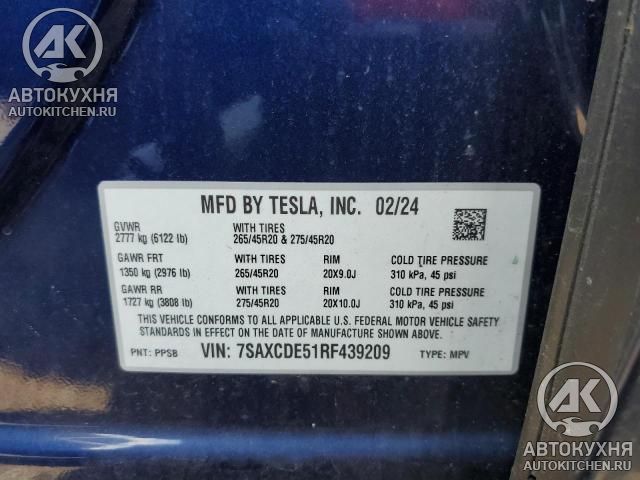 AK
АВТОКУХНЯ
AUTOKITCHEN.RU
MFD BY TESLA, INC. 02/24
GVWR
2777 kg (6122 lb)
WITH TIRES
265/45R20 & 275/45R20
GAWR FRT
1350 kg (2976 lb)
WITH TIRES
265/45R20
RIM
20X9.0J
COLD TIRE PRESSURE
310 kPa, 45 psi
GAWR RR
1727 kg (3808 lb)
WITH TIRES
275/45R20
RIM
20X10.0J
COLD TIRE PRESSURE
310 kPa, 45 psi
THIS VEHICLE CONFORMS TO ALL APPLICABLE U.S. FEDERAL MOTOR VEHICLE SAFETY
STANDARDS IN EFFECT ON THE DATE OF MANUFACTURE SHOWN ABOVE.
PNT: PPSB
VIN: 7SAXCDE51RF439209
TYPE: MPV
AK
АВТОКУХНЯ
AUTOKITCHEN.RU